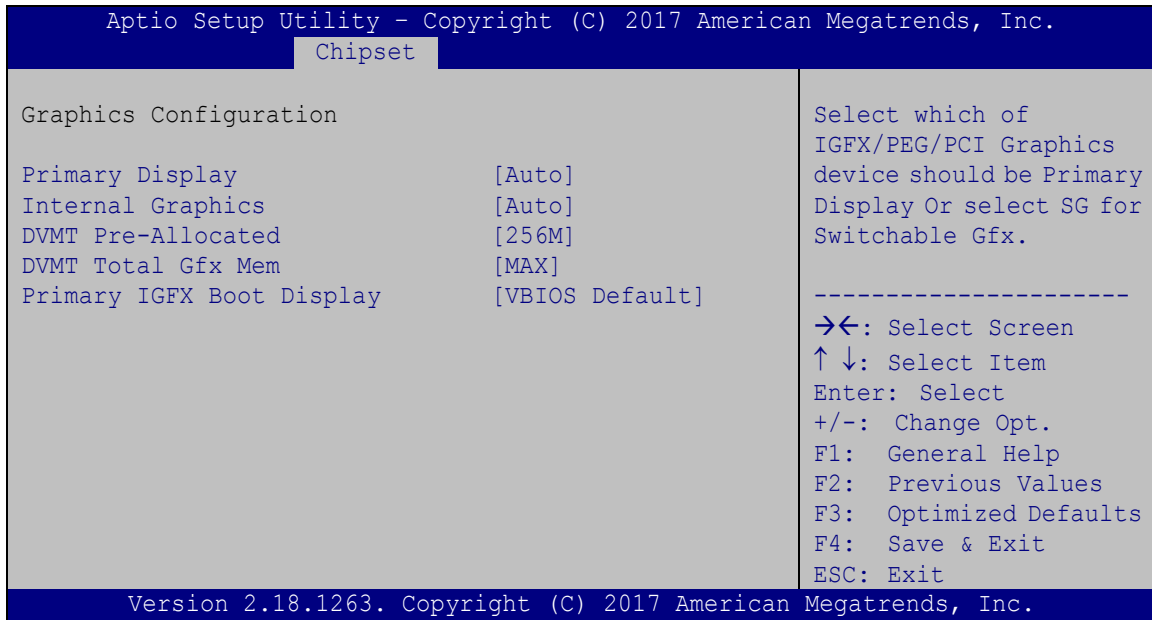 Aptio Setup Utility – Copyright (C) 2017 American Megatrends, Inc.
Chipset
Graphics Configuration
Primary Display [Auto]
Internal Graphics [Auto]
DVMT Pre-Allocated [256M]
DVMT Total Gfx Mem [MAX]
Primary IGFX Boot Display [VBIOS Default]
Select which of
IGFX/PEG/PCI Graphics
device should be Primary
Display Or select SG for
Switchable Gfx.
----------------------
→←: Select Screen
↑ ↓: Select Item
Enter: Select
+/-: Change Opt.
F1: General Help
F2: Previous Values
F3: Optimized Defaults
F4: Save & Exit
ESC: Exit
Version 2.18.1263. Copyright (C) 2017 American Megatrends, Inc.